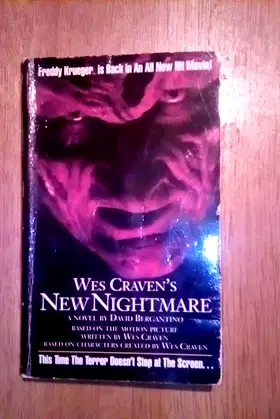 Freddy Krueger™ Is Back In An All New Hit Movie!
WES CRAVEN'S
NEW NIGHTMARE
A NOVEL BY DAVID BERGANTINO
BASED ON THE MOTION PICTURE
WRITTEN BY WES CRAVEN
BASED ON CHARACTERS CREATED BY WES CRAVEN
This Time The Terror Doesn't Stop at The Screen...